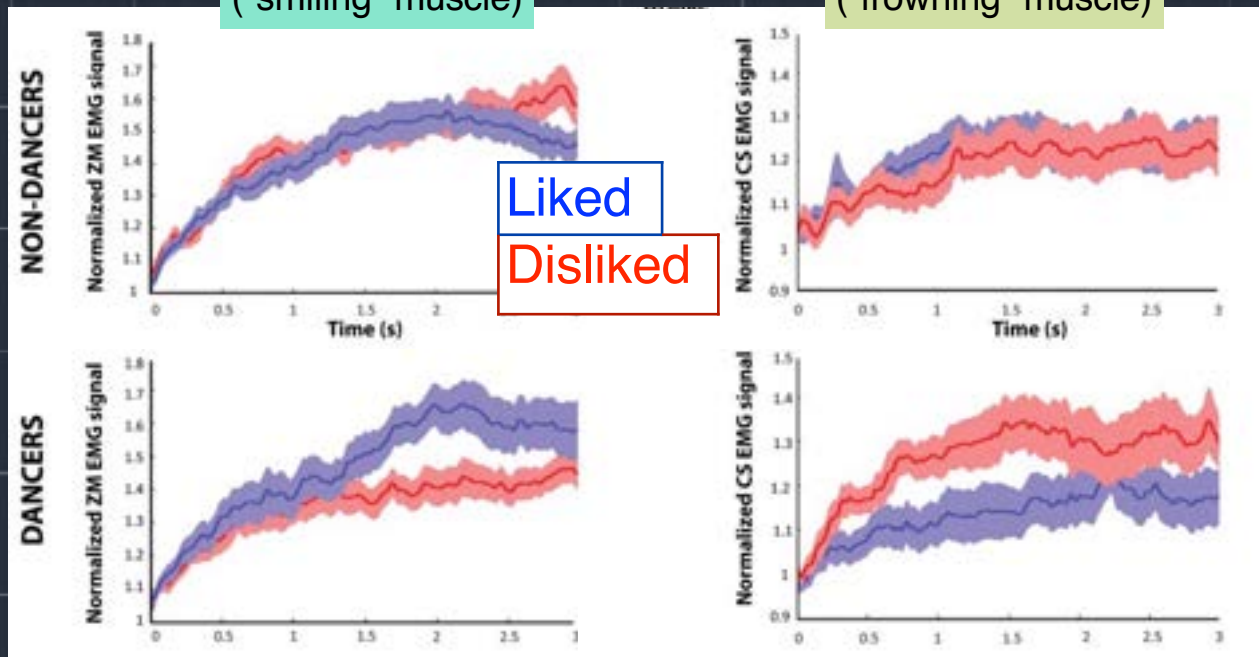 ("smiling" muscle)
("frowning" muscle)
NON-DANCERS
Normalized ZM EMG signal
1.8
1.7
1.6
1.5
1.4
1.3
1.2
1.1
1
0 0.5 1 1.5 2 3
Time (s)
Liked
Disliked
Normalized CS EMG signal
1.5
1.4
1.3
1.2
1.1
1
0.9
0 0.5 1 1.5 2 2.5 3
Time (s)
DANCERS
Normalized ZM EMG signal
1.8
1.7
1.6
1.5
1.4
1.3
1.2
1.1
1
0 0.5 1 1.5 2 2.5 3
Normalized CS EMG signal
1.5
1.4
1.3
1.2
1.1
1
0.9
0 0.5 1 1.5 2 2.5 3